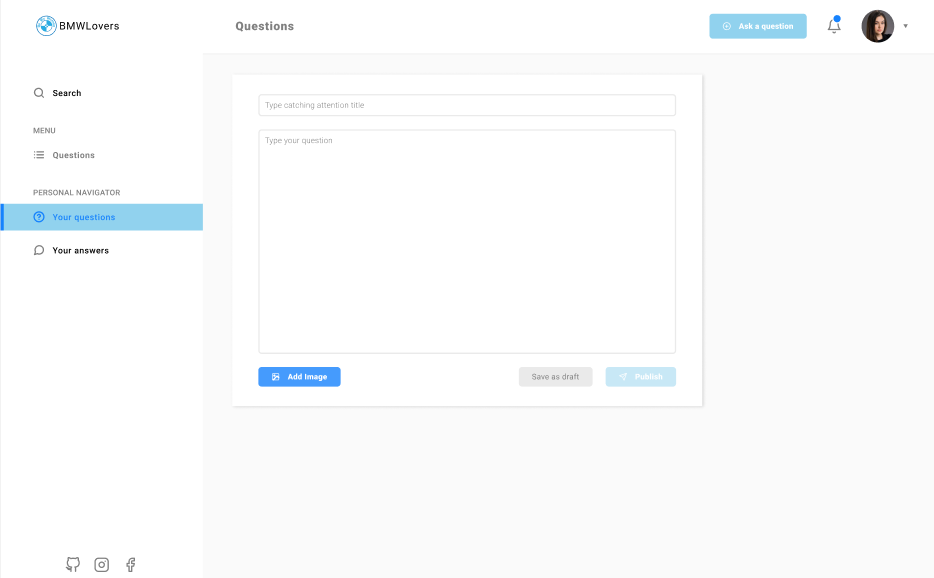 BMWLovers
Questions
Ask a question
Search
MENU
Questions
PERSONAL NAVIGATOR
Your questions
Your answers
Type catching attention title
Type your question
Add Image
Save as draft
Publish